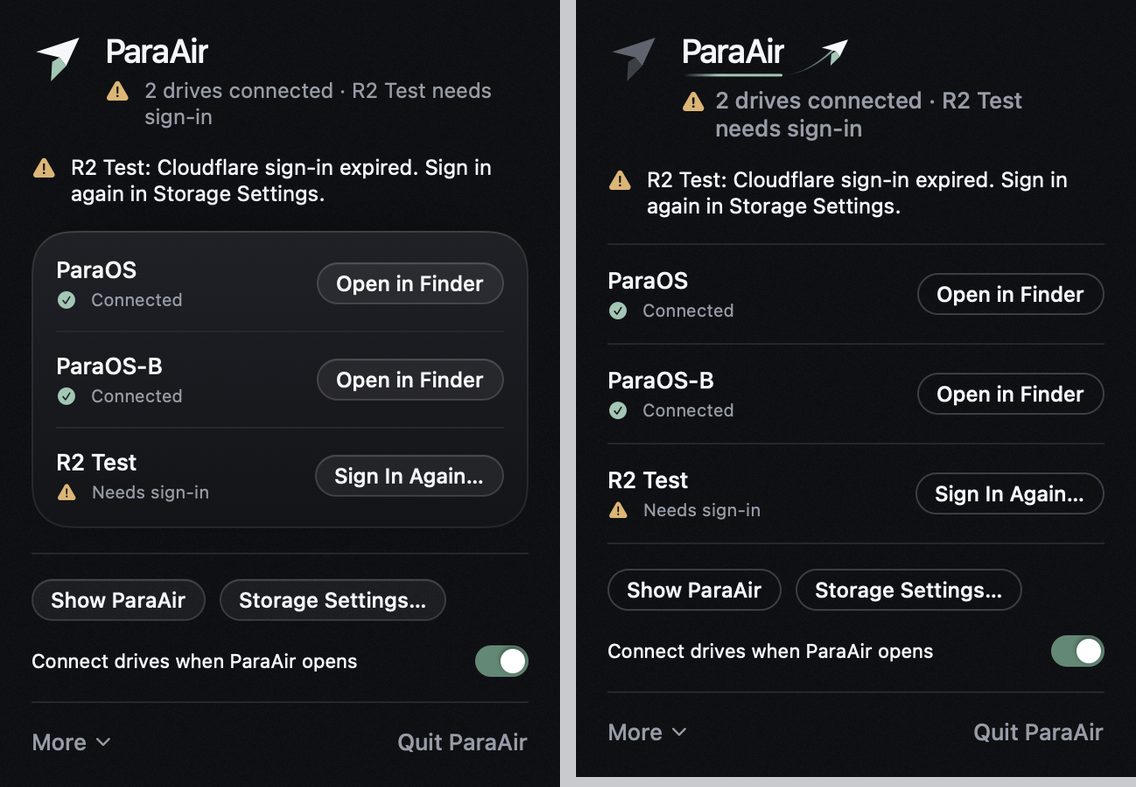 ParaAir
2 drives connected · R2 Test needs
sign-in
R2 Test: Cloudflare sign-in expired. Sign in
again in Storage Settings.
ParaOS
Connected
Open in Finder
ParaOS-B
Connected
Open in Finder
R2 Test
Needs sign-in
Sign In Again...
Show ParaAir
Storage Settings...
Connect drives when ParaAir opens
More
Quit ParaAir
ParaAir
2 drives connected · R2 Test
needs sign-in
R2 Test: Cloudflare sign-in expired. Sign in
again in Storage Settings.
ParaOS
Connected
Open in Finder
ParaOS-B
Connected
Open in Finder
R2 Test
Needs sign-in
Sign In Again...
Show ParaAir
Storage Settings...
Connect drives when ParaAir opens
More
Quit ParaAir